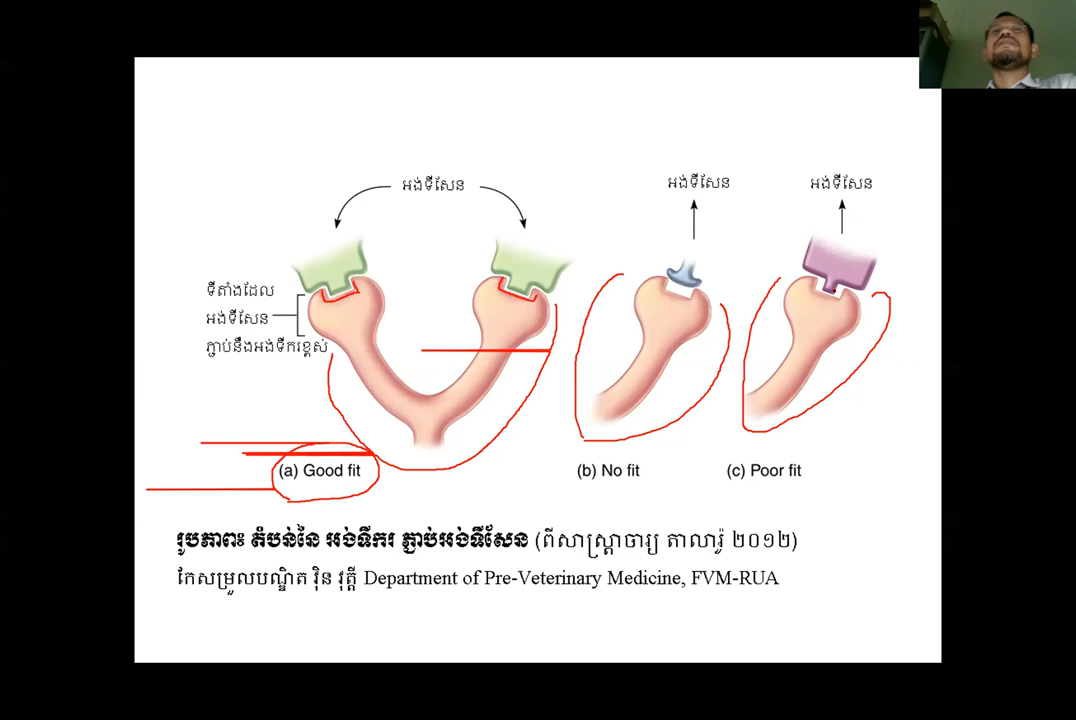 អង់ទីសែន
អង់ទីសែន
អង់ទីសែន
ទីតាំងដែល
អង់ទីសែន
ភ្ជាប់នឹងអង់ទីករខ្ពស់
(a) Good fit
(b) No fit
(c) Poor fit
រូបភាព៖ តំបន់នៃ អង់ទីករ ភ្ជាប់អង់ទីសែន (ពីសាស្ត្រាចារ្យ តាលារ៉ូ ២០១២)
កែសម្រួលបណ្ឌិត វ៉ិន វុត្ថី Department of Pre-Veterinary Medicine, FVM-RUA